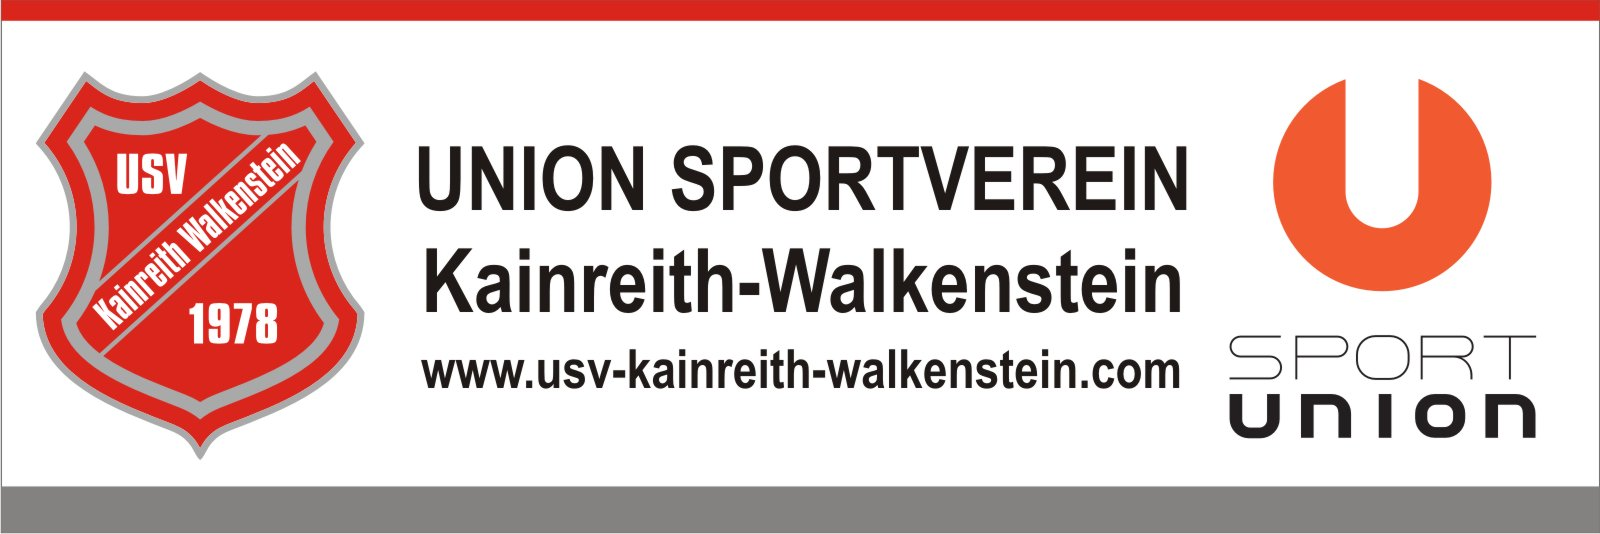 USV
Kainreith Walkenstein
1978
UNION SPORTVEREIN
Kainreith-Walkenstein
www.usv-kainreith-walkenstein.com
U
SPORT
union